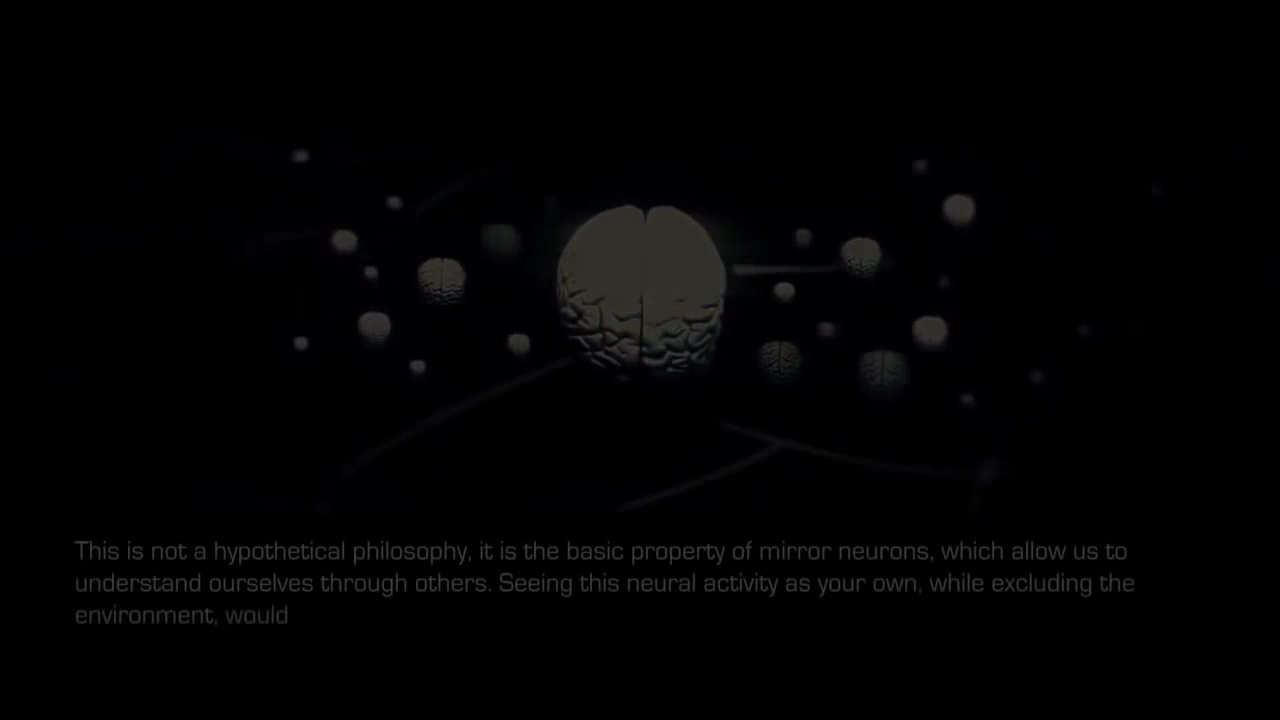 This is not a hypothetical philosophy, it is the basic property of mirror neurons, which allow us to
understand ourselves through others. Seeing this neural activity as your own, while excluding the
environment, would